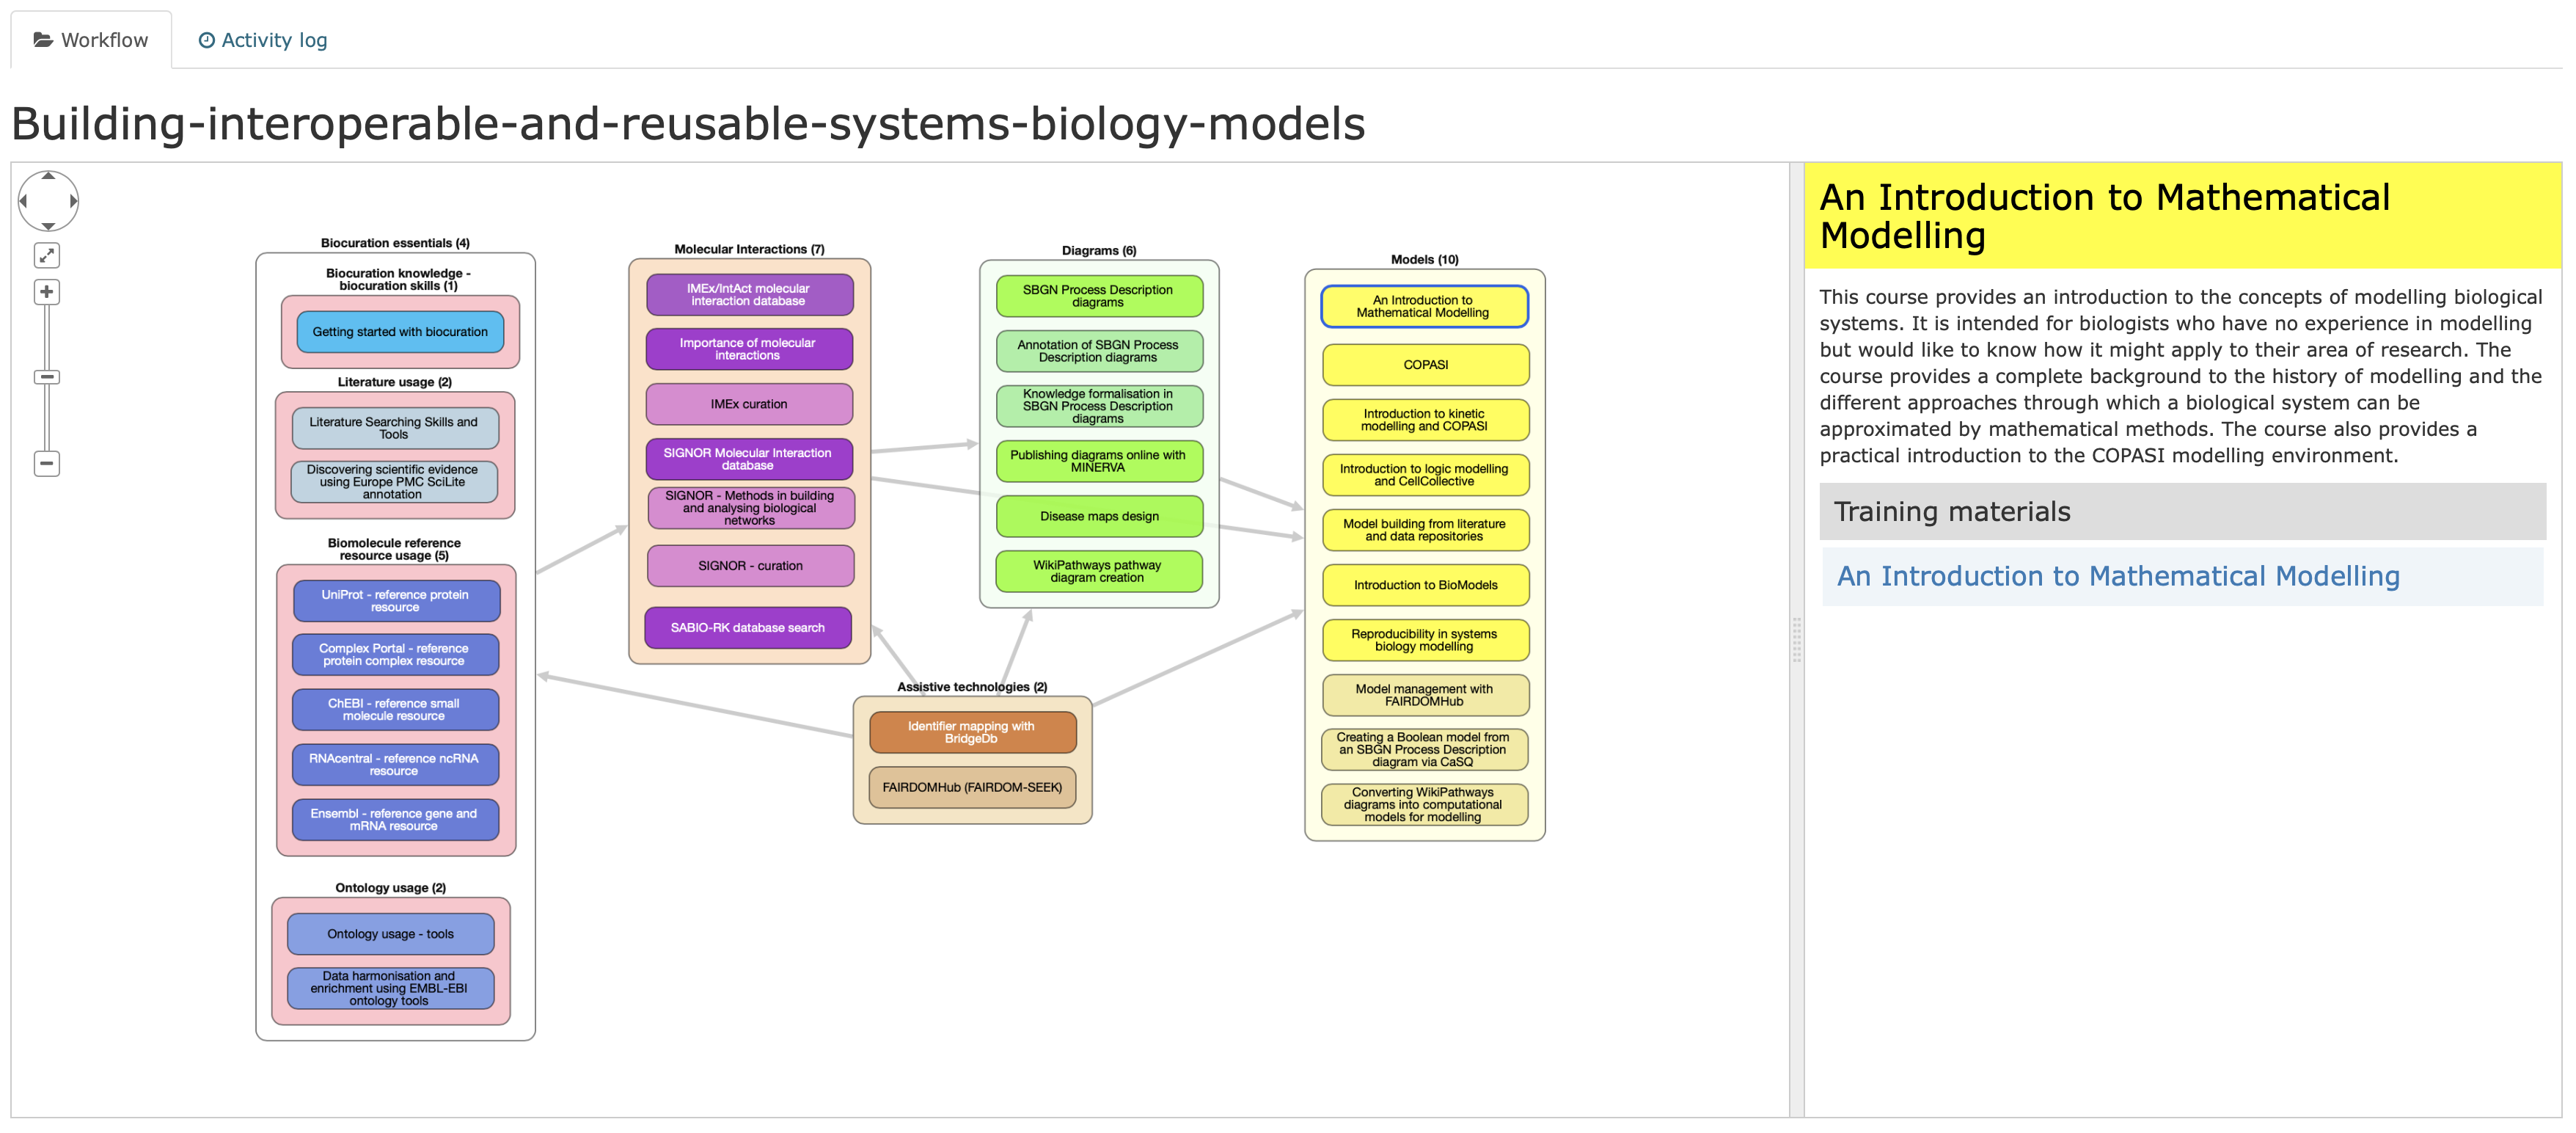 Workflow
Activity log
Building-interoperable-and-reusable-systems-biology-models
Biocuration essentials (4)
Biocuration knowledge -
biocuration skills (1)
Getting started with biocuration
Literature usage (2)
Literature Searching Skills and
Tools
Discovering scientific evidence
using Europe PMC SciLite
annotation
Biomolecule reference
resource usage (5)
UniProt - reference protein
resource
Complex Portal - reference
protein complex resource
ChEBI - reference small
molecule resource
RNAcentral - reference ncRNA
resource
Ensembl - reference gene and
mRNA resource
Ontology usage (2)
Ontology usage - tools
Data harmonisation and
enrichment using EMBL-EBI
ontology tools
Molecular Interactions (7)
IMEx/IntAct molecular
interaction database
Importance of molecular
interactions
IMEx curation
SIGNOR Molecular Interaction
database
SIGNOR - Methods in building
and analysing biological
networks
SIGNOR - curation
SABIO-RK database search
Assistive technologies (2)
Identifier mapping with
BridgeDb
FAIRDOMHub (FAIRDOM-SEEK)
Diagrams (6)
SBGN Process Description
diagrams
Annotation of SBGN Process
Description diagrams
Knowledge formalisation in
SBGN Process Description
diagrams
Publishing diagrams online with
MINERVA
Disease maps design
WikiPathways pathway
diagram creation
Models (10)
An Introduction to
Mathematical Modelling
COPASI
Introduction to kinetic
modelling and COPASI
Introduction to logic modelling
and CellCollective
Model building from literature
and data repositories
Introduction to BioModels
Reproducibility in systems
biology modelling
Model management with
FAIRDOMHub
Creating a Boolean model from
an SBGN Process Description
diagram via CaSQ
Converting WikiPathways
diagrams into computational
models for modelling
An Introduction to Mathematical
Modelling
This course provides an introduction to the concepts of modelling biological
systems. It is intended for biologists who have no experience in modelling
but would like to know how it might apply to their area of research. The
course provides a complete background to the history of modelling and the
different approaches through which a biological system can be
approximated by mathematical methods. The course also provides a
practical introduction to the COPASI modelling environment.
Training materials
An Introduction to Mathematical Modelling